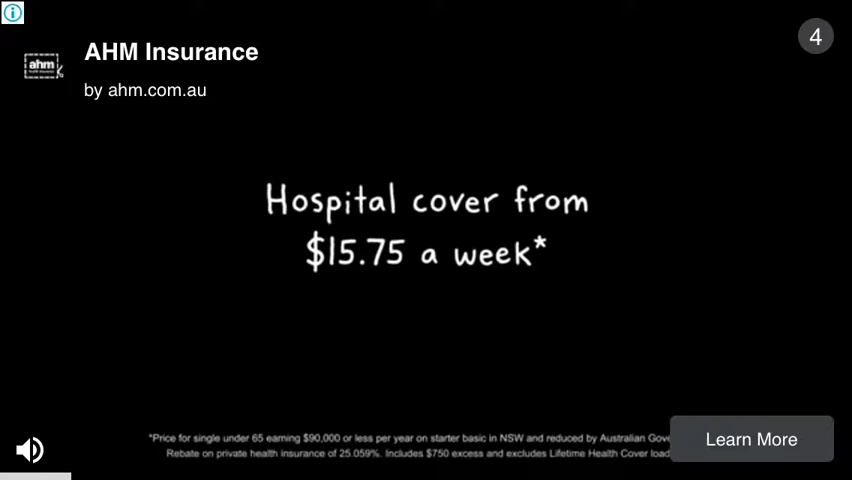 AHM Insurance
4
ahm
by ahm.com.au
Hospital cover from
$15.75 a week*
*Price for single under 65 earning $90,000 or less per year on starter basic in NSW and reduced by Australian
Rebate on private health insurance of 25.059%. Includes $750 excess and excludes Lifetime Health Cover
Learn More